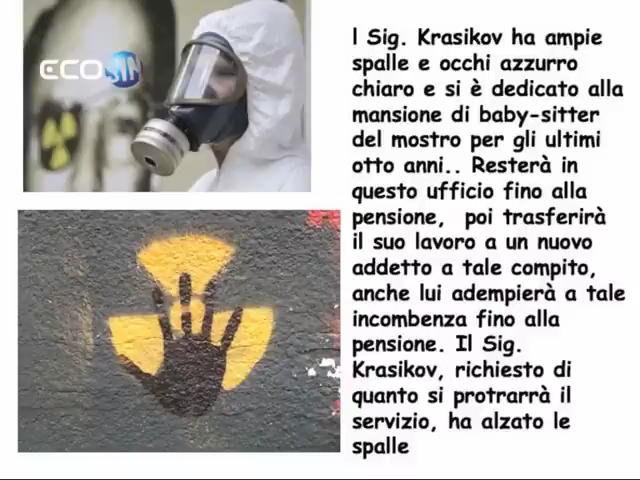 ECOSIN
l Sig. Krasikov ha ampie
spalle e occhi azzurro
chiaro e si è dedicato alla
mansione di baby-sitter
del mostro per gli ultimi
otto anni.. Resterà in
questo ufficio fino alla
pensione, poi trasferirà
il suo lavoro a un nuovo
addetto a tale compito,
anche lui adempierà a tale
incombenza fino alla
pensione. Il Sig.
Krasikov, richiesto di
quanto si protrarrà il
servizio, ha alzato le
spalle